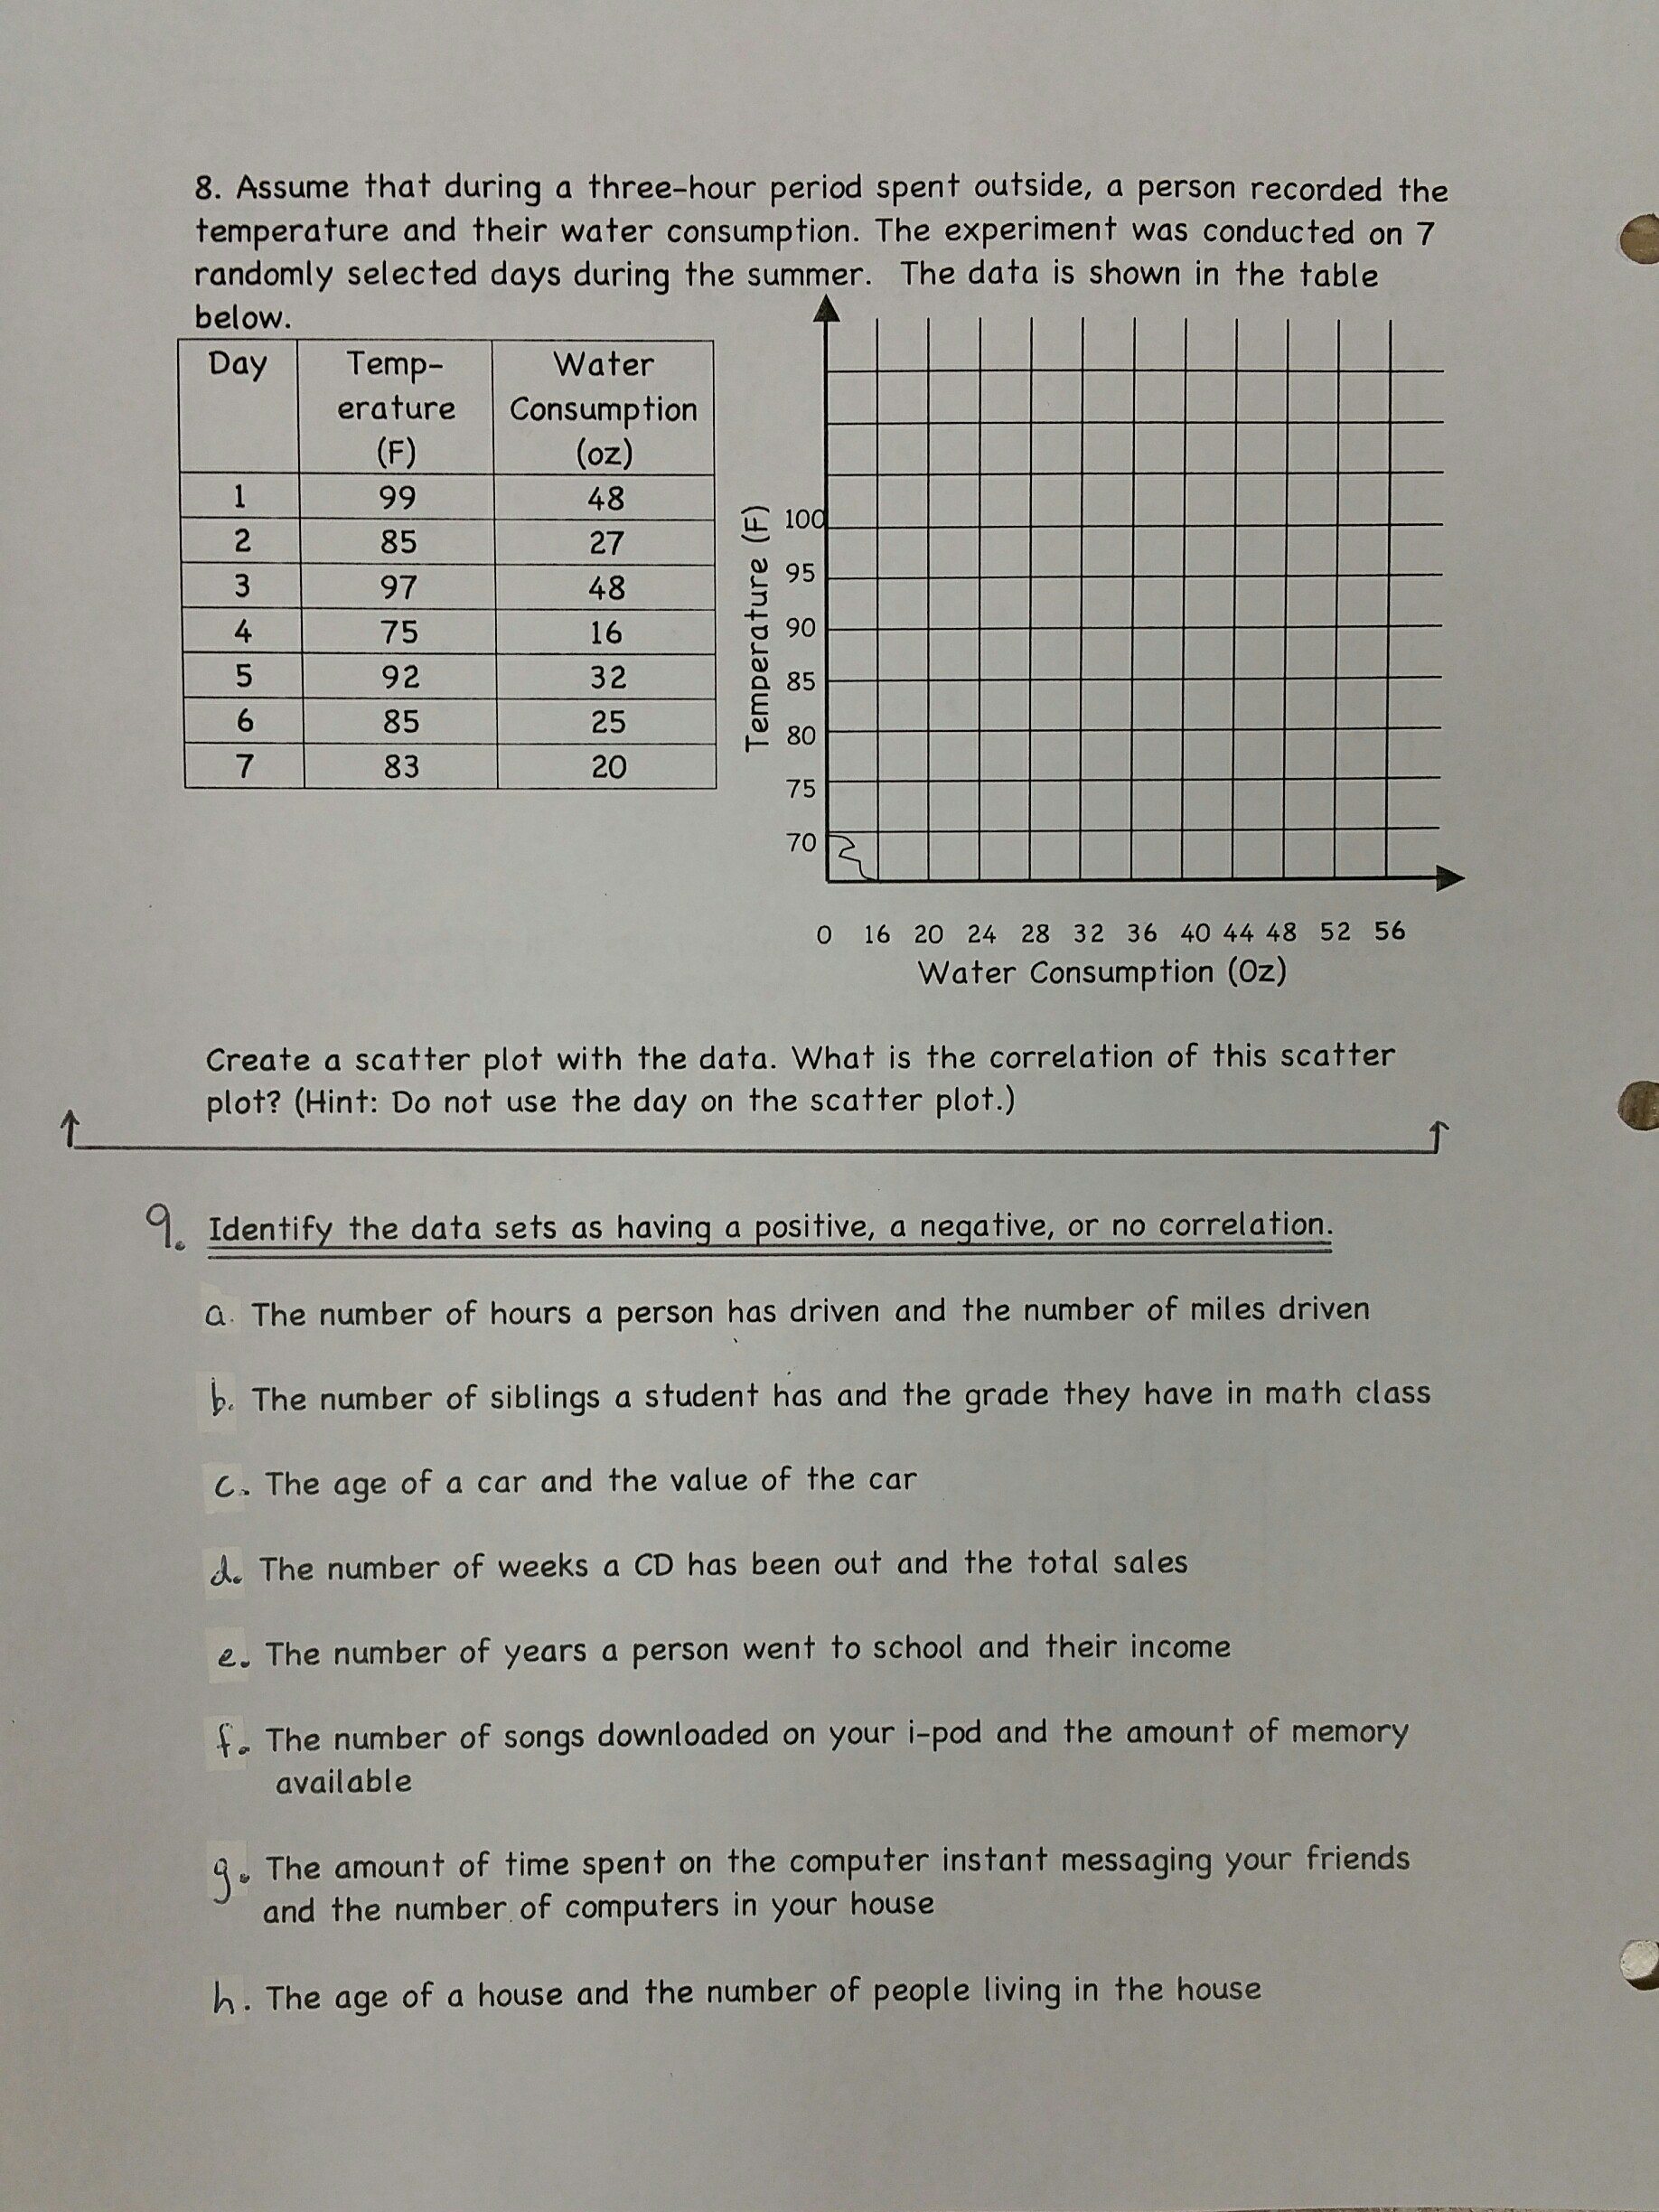 8. Assume that during a three-hour period spent outside, a person recorded the
temperature and their water consumption. The experiment was conducted on 7
randomly selected days during the summer. The data is shown in the table
below.
Day Temp- Water
erature Consumption
(F) (oz)
1 99 48
2 85 27
3 97 48
4 75 16
5 92 32
6 85 25
7 83 20
Temperature (F)
100
95
90
85
80
75
70
0 16 20 24 28 32 36 40 44 48 52 56
Water Consumption (Oz)
Create a scatter plot with the data. What is the correlation of this scatter
plot? (Hint: Do not use the day on the scatter plot.)
9. Identify the data sets as having a positive, a negative, or no correlation.
a. The number of hours a person has driven and the number of miles driven
b. The number of siblings a student has and the grade they have in math class
c. The age of a car and the value of the car
d. The number of weeks a CD has been out and the total sales
e. The number of years a person went to school and their income
f. The number of songs downloaded on your i-pod and the amount of memory
available
g. The amount of time spent on the computer instant messaging your friends
and the number of computers in your house
h. The age of a house and the number of people living in the house